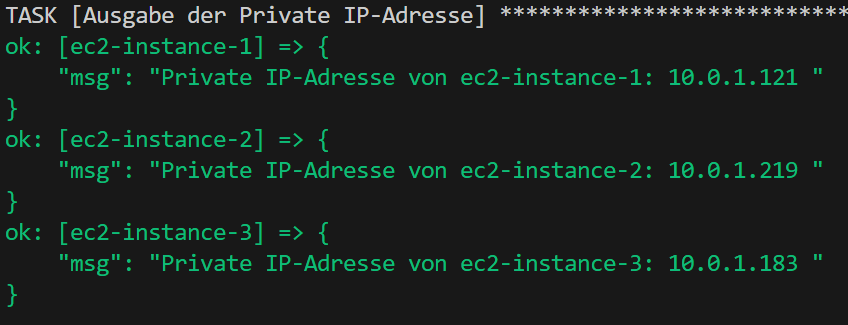 TASK [Ausgabe der Private IP-Adresse] ***************************
ok: [ec2-instance-1] => {
    "msg": "Private IP-Adresse von ec2-instance-1: 10.0.1.121 "
}
ok: [ec2-instance-2] => {
    "msg": "Private IP-Adresse von ec2-instance-2: 10.0.1.219 "
}
ok: [ec2-instance-3] => {
    "msg": "Private IP-Adresse von ec2-instance-3: 10.0.1.183 "
}